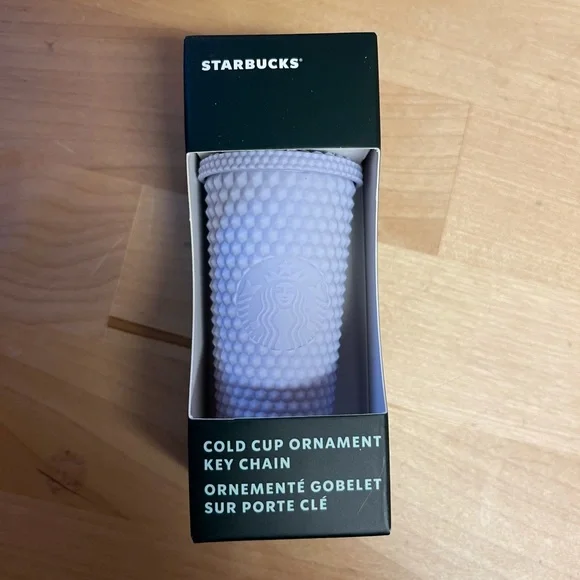 STARBUCKS®
COLD CUP ORNAMENT
KEY CHAIN
ORNEMENTÉ GOBELET
SUR PORTE CLÉ